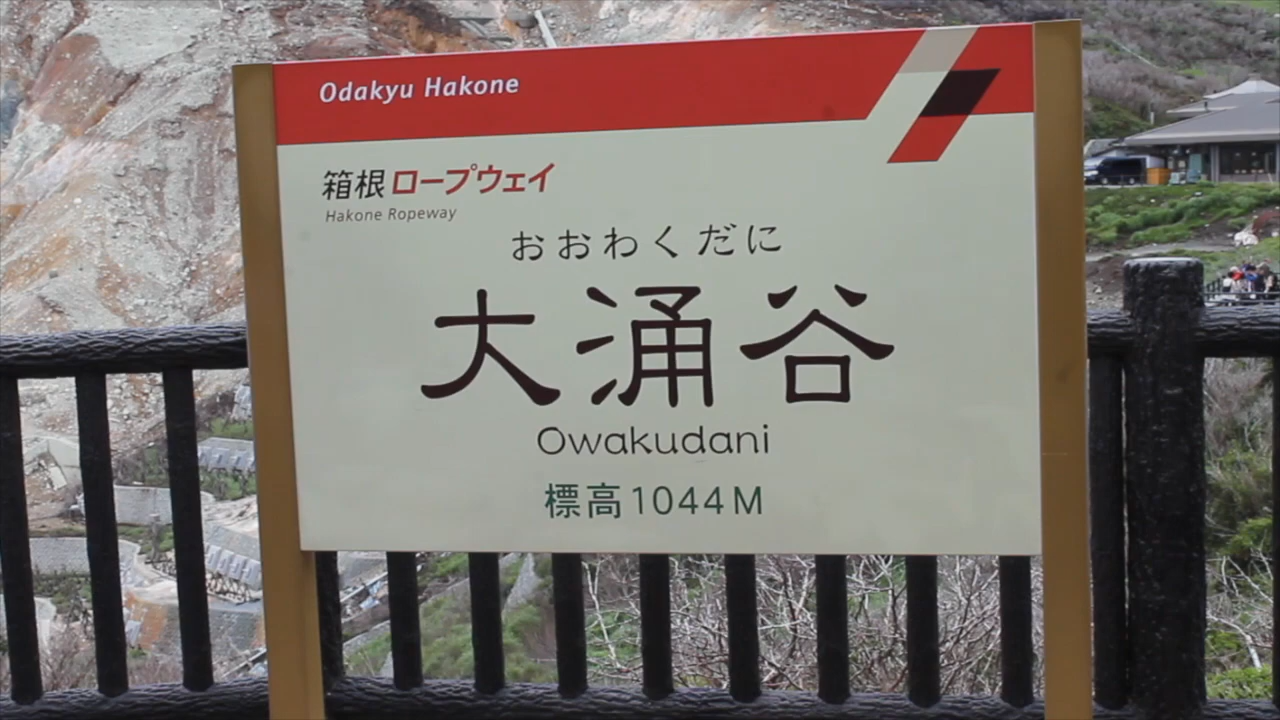 Odakyu Hakone
箱根ロープウェイ
Hakone Ropeway
おおわくだに
大涌谷
Owakudani
標高1044M